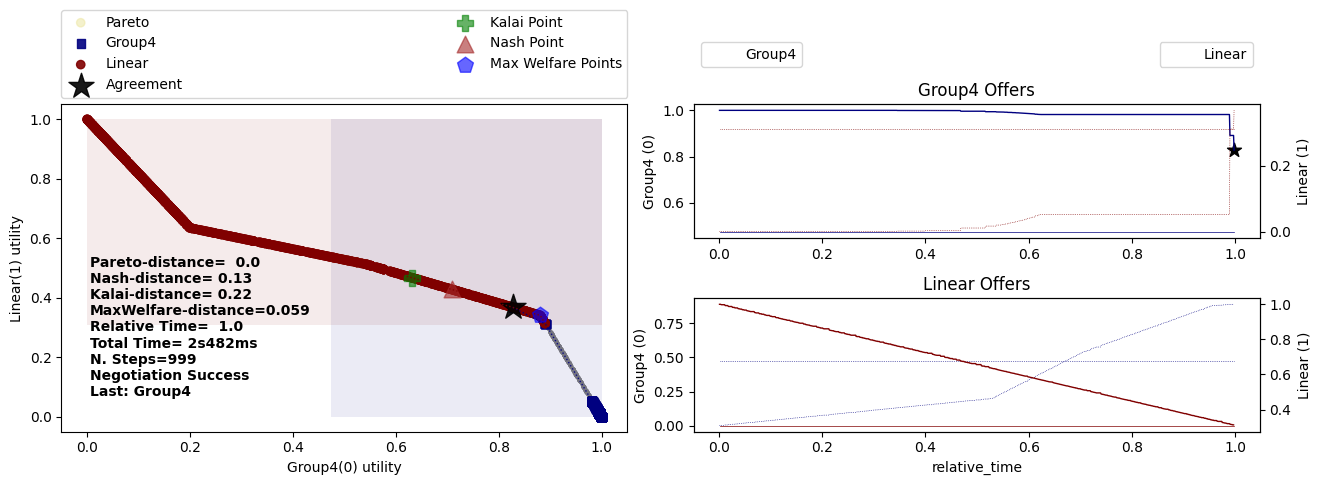 Pareto
Group4
Linear
Agreement
Kalai Point
Nash Point
Max Welfare Points
Linear(1) utility
1.0
0.8
0.6
0.4
0.2
0.0
Pareto-distance=  0.0
Nash-distance= 0.13
Kalai-distance= 0.22
MaxWelfare-distance=0.059
Relative Time=  1.0
Total Time= 2s482ms
N. Steps=999
Negotiation Success
Last: Group4
0.0 0.2 0.4 0.6 0.8 1.0
Group4(0) utility
Group4
Linear
Group4 Offers
Group4 (0)
1.0
0.8
0.6
0.2
0.0
Linear (1)
0.0 0.2 0.4 0.6 0.8 1.0
Linear Offers
Group4 (0)
0.75
0.50
0.25
0.00
1.0
0.8
0.6
0.4
Linear (1)
0.0 0.2 0.4 0.6 0.8 1.0
relative_time